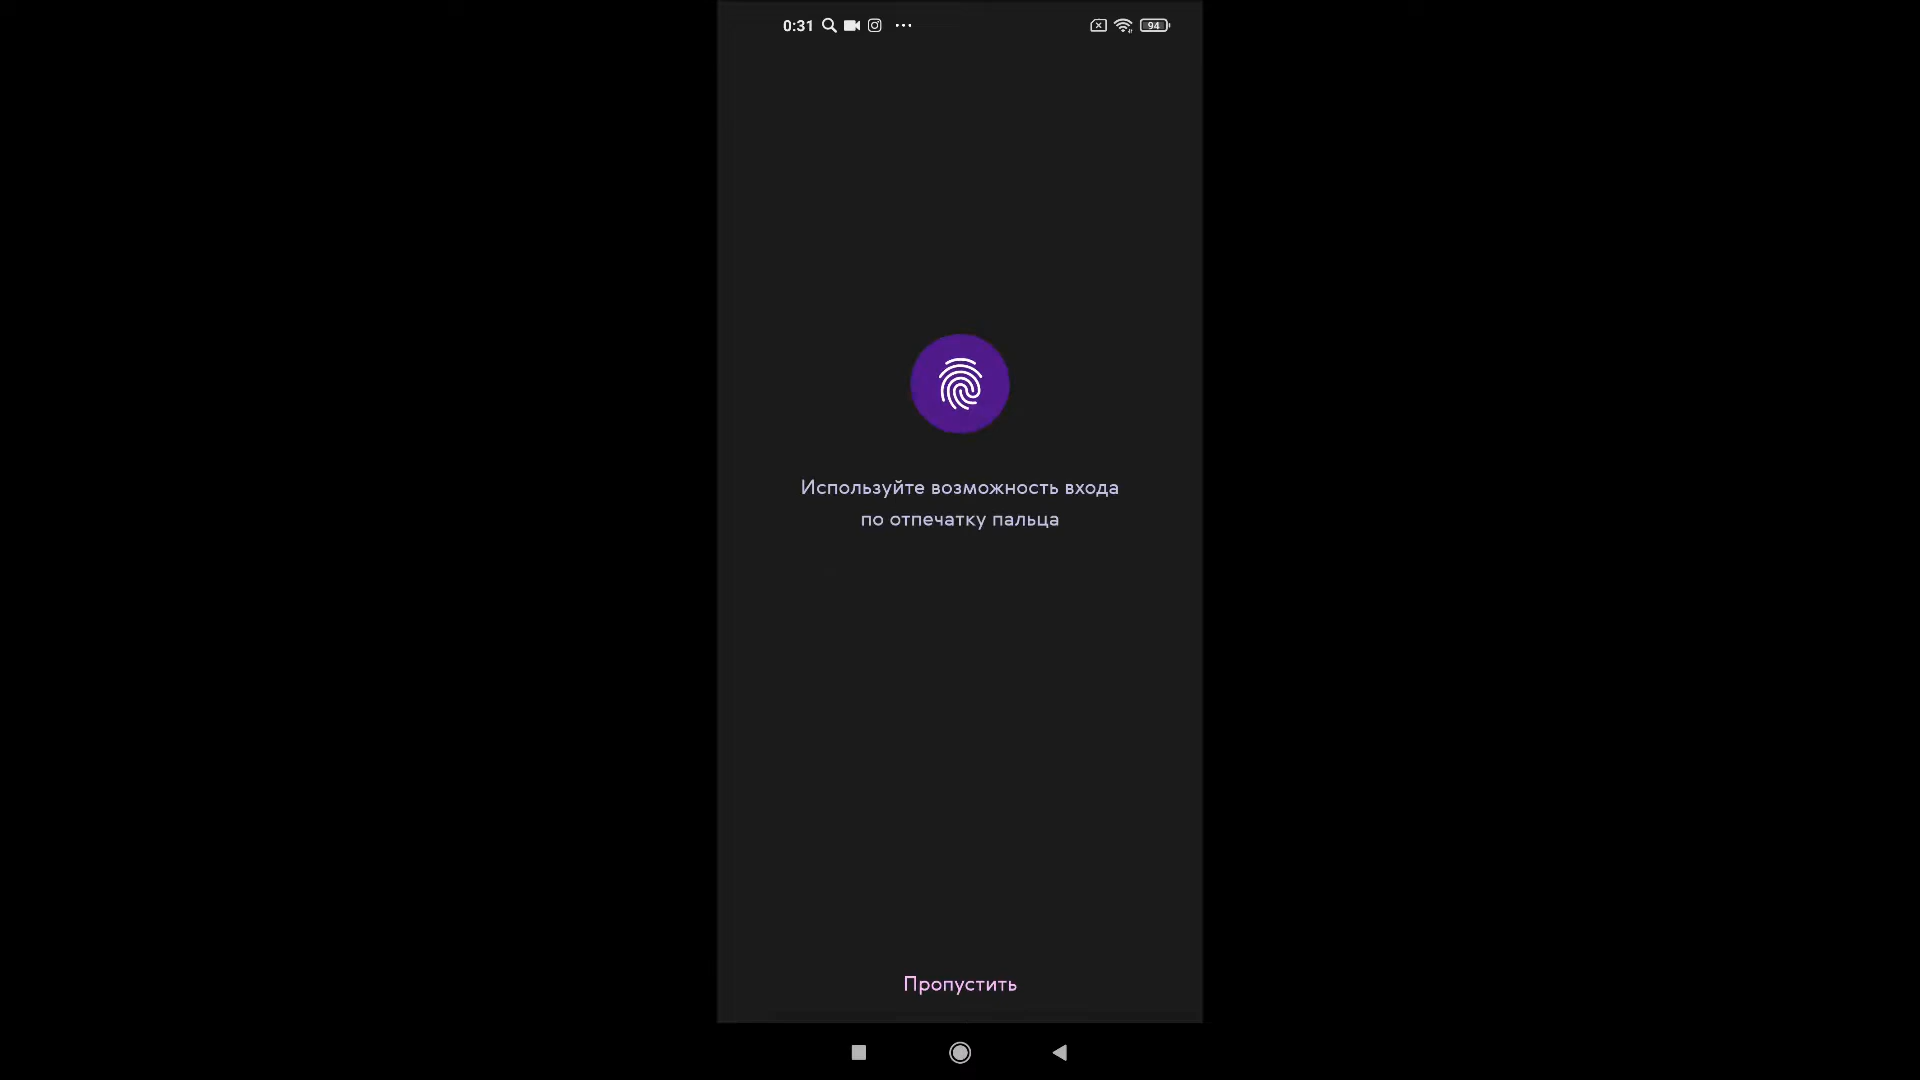 0:31
94
Используйте возможность входа
по отпечатку пальца
Пропустить